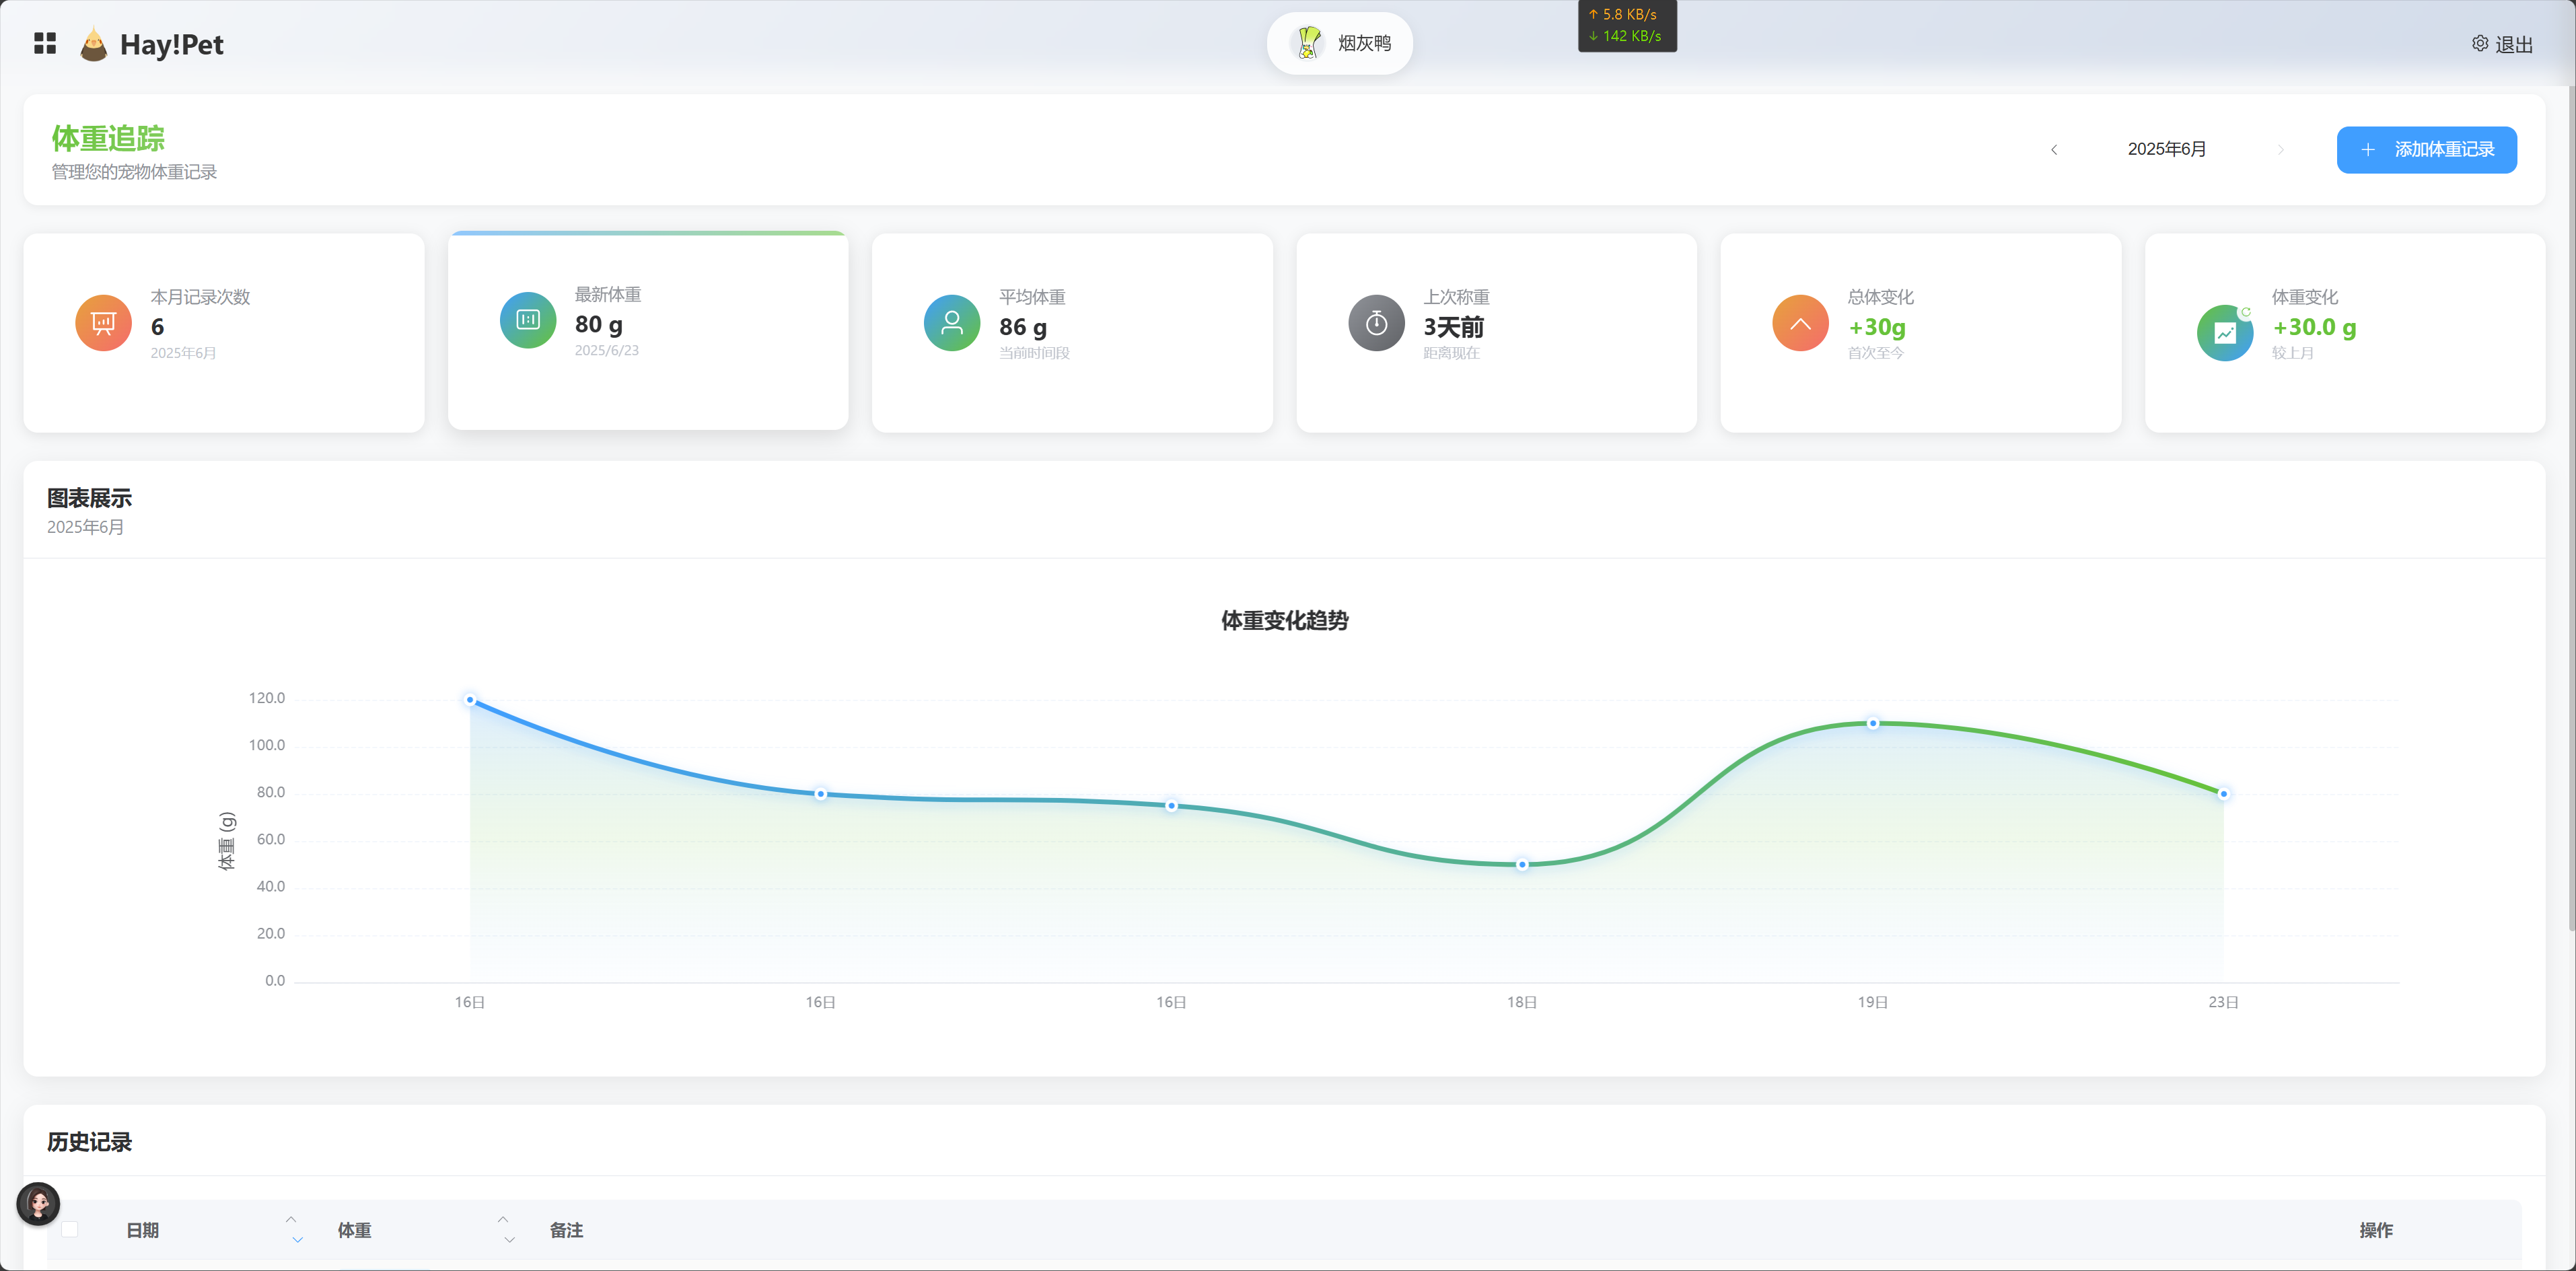 Hay!Pet
烟灰鸭
↑ 5.8 KB/s
↓ 142 KB/s
退出
体重追踪
管理您的宠物体重记录
2025年6月
+ 添加体重记录
本月记录次数
6
2025年6月
最新体重
80 g
2025/6/23
平均体重
86 g
当前时间段
上次称重
3天前
距离现在
总体变化
+30g
首次至今
体重变化
+30.0 g
较上月
图表展示
2025年6月
体重变化趋势
体重 (g)
120.0
100.0
80.0
60.0
40.0
20.0
0.0
16日 16日 16日 18日 19日 23日
历史记录
日期 体重 备注 操作